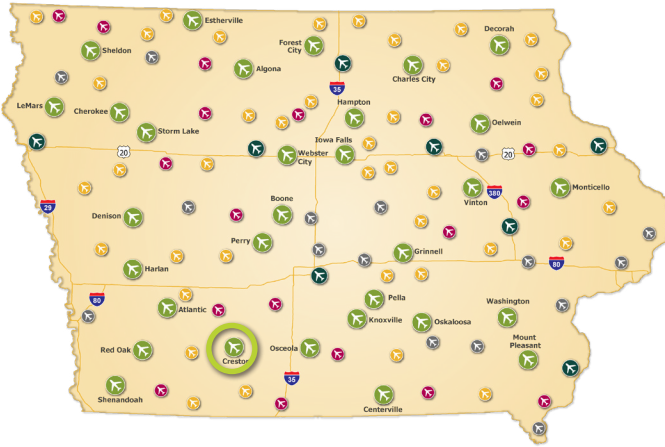 Estherville
Decorah
Sheldon
Forest
City
Algona
Charles City
35
LeMars
Cherokee
Hampton
Oelwein
Storm Lake
Iowa Falls
20
Webster
City
20
Vinton
380
Monticello
29
Denison
Boone
Perry
Grinnell
80
Harlan
80
Atlantic
Pella
Knoxville
Oskaloosa
Washington
Red Oak
Creston
Osceola
Mount
Pleasant
35
Shenandoah
Centerville